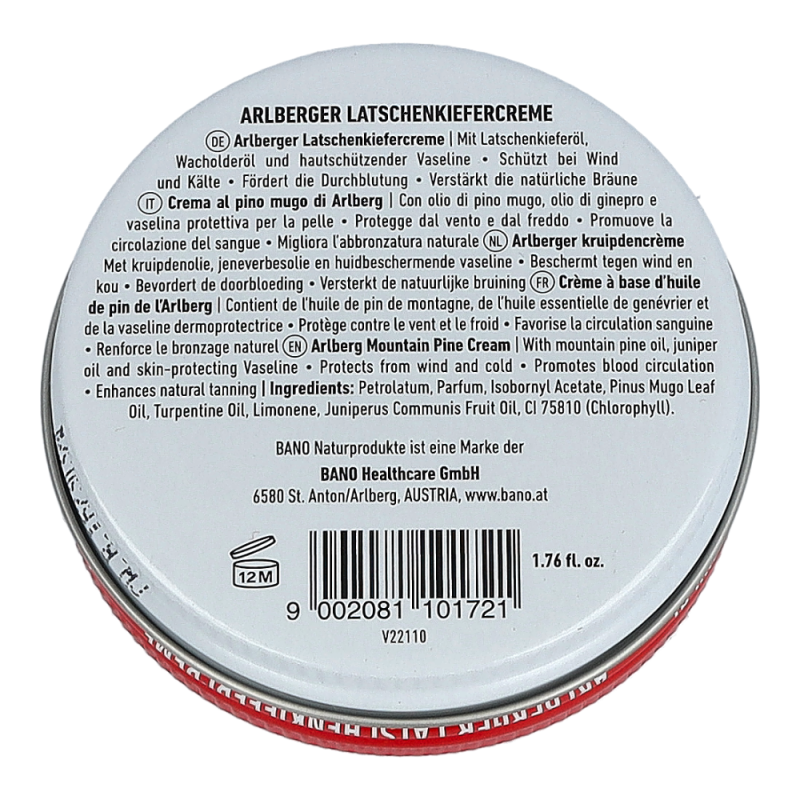 ARLBERGER LATSCHENKIEFERCREME
DE Arlberger Latschenkiefercreme | Mit Latschenkieferöl,
Wacholderöl und hautschützender Vaseline • Schützt bei Wind
und Kälte • Fördert die Durchblutung • Verstärkt die natürliche Bräune
IT Crema al pino mugo di Arlberg | Con olio di pino mugo, olio di ginepro e
vaselina protettiva per la pelle • Protegge dal vento e dal freddo • Promuove la
circolazione del sangue • Migliora l'abbronzatura naturale NL Arlberger kruipdencrème
Met kruipdenolie, jeneverbesolie en huidbeschermende vaseline • Beschermt tegen wind en
kou • Bevordert de doorbloeding • Versterkt de natuurlijke bruining FR Crème à base d'huile
de pin de l'Arlberg | Contient de l'huile de pin de montagne, de l'huile essentielle de genévrier et
de la vaseline dermoprotectrice • Protège contre le vent et le froid • Favorise la circulation sanguine
• Renforce le bronzage naturel EN Arlberg Mountain Pine Cream | With mountain pine oil, juniper
oil and skin-protecting Vaseline • Protects from wind and cold • Promotes blood circulation
• Enhances natural tanning | Ingredients: Petrolatum, Parfum, Isobornyl Acetate, Pinus Mugo Leaf
Oil, Turpentine Oil, Limonene, Juniperus Communis Fruit Oil, CI 75810 (Chlorophyll).
BANO Naturprodukte ist eine Marke der
BANO Healthcare GmbH
6580 St. Anton/Arlberg, AUSTRIA, www.bano.at
12 M
1.76 fl. oz.
9 002081 101721
V22110